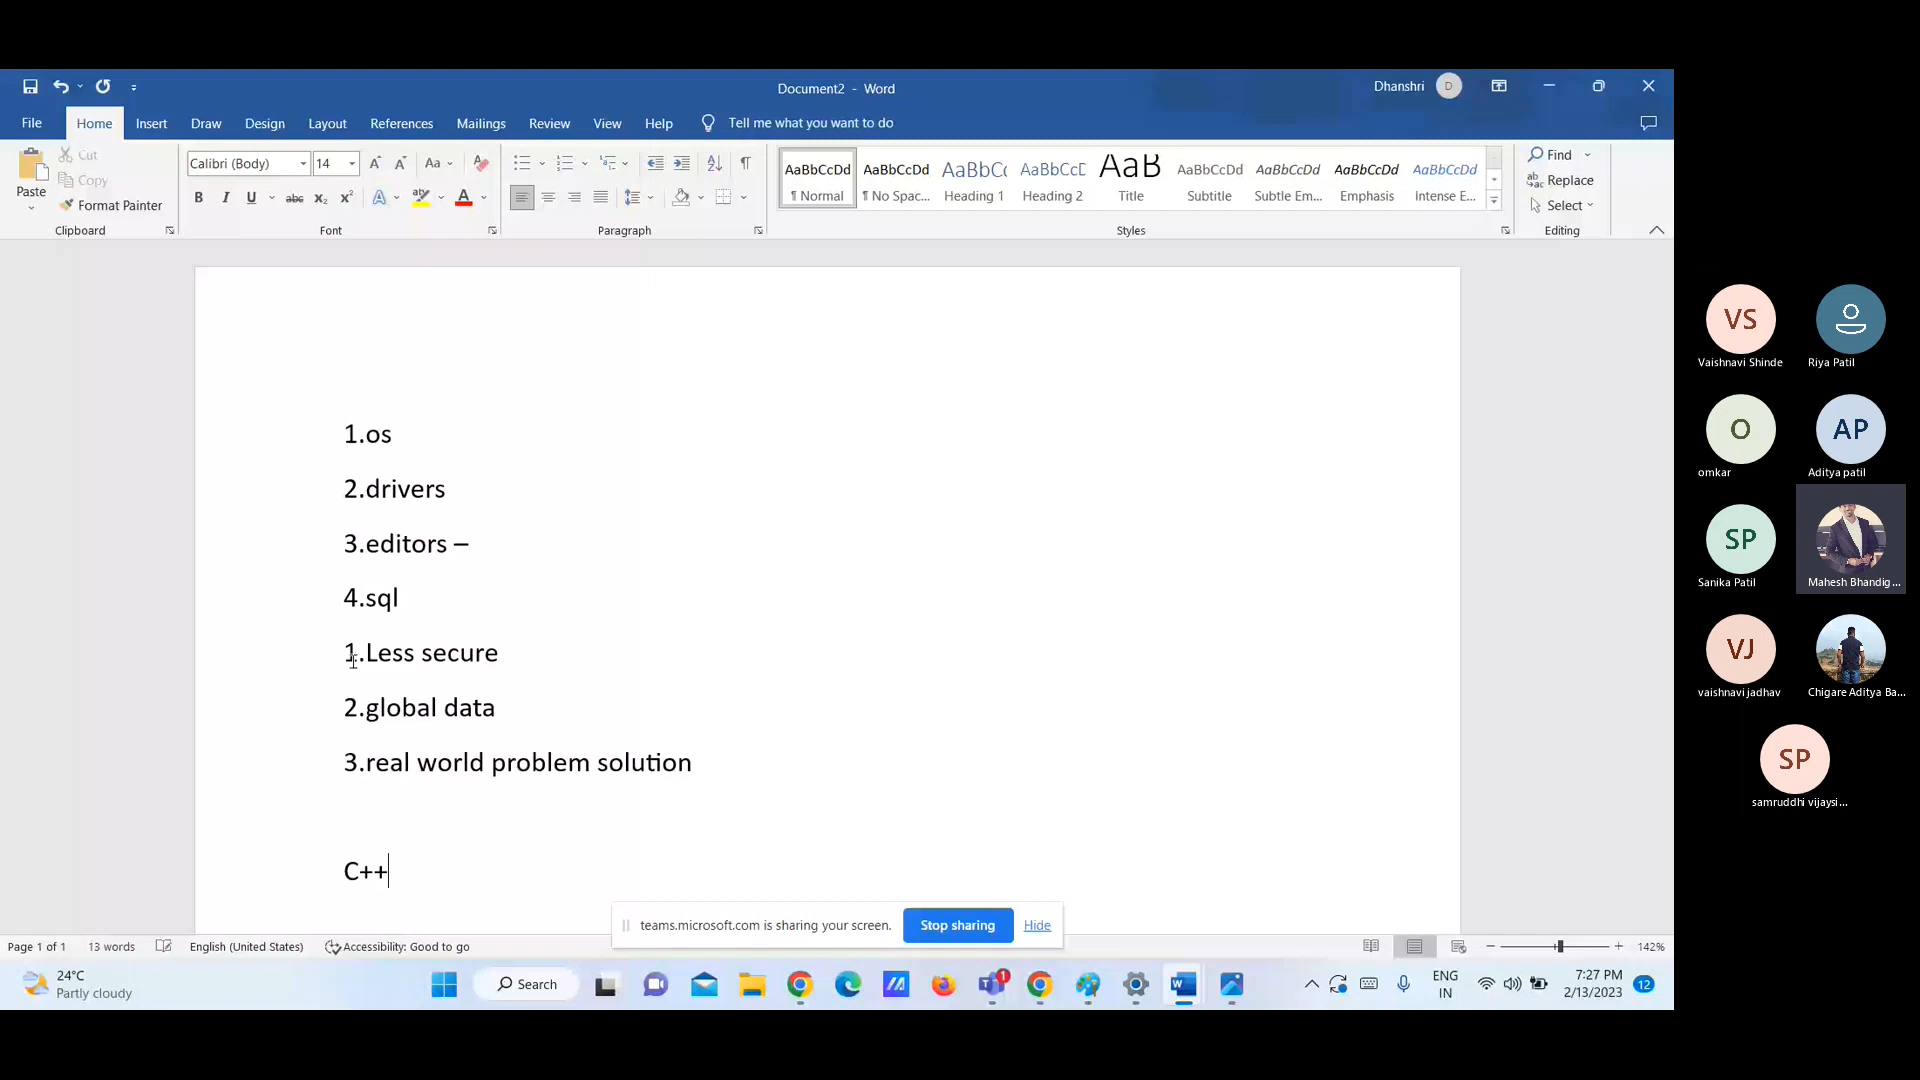 Document2 - Word
Dhanshri
D
File
Home
Insert
Draw
Design
Layout
References
Mailings
Review
View
Help
Tell me what you want to do
Paste
Cut
Copy
Format Painter
Clipboard
Calibri (Body)
14
Font
Paragraph
AaBbCcDd
¶ Normal
AaBbCcDd
¶ No Spac...
AaBbCc
Heading 1
AaBbCcD
Heading 2
AaB
Title
AaBbCcDd
Subtitle
AaBbCcDd
Subtle Em...
AaBbCcDd
Emphasis
AaBbCcDd
Intense E...
Styles
Find
Replace
Select
Editing
1.os
2.drivers
3.editors –
4.sql
1.Less secure
2.global data
3.real world problem solution
C++
teams.microsoft.com is sharing your screen.
Stop sharing
Hide
Page 1 of 1
13 words
English (United States)
Accessibility: Good to go
142%
24°C
Partly cloudy
Search
1
ENG
IN
7:27 PM
2/13/2023
12
VS
Vaishnavi Shinde
Riya Patil
O
omkar
AP
Aditya patil
SP
Sanika Patil
Mahesh Bhandig...
VJ
vaishnavi jadhav
Chigare Aditya Ba...
SP
samruddhi vijaysi...